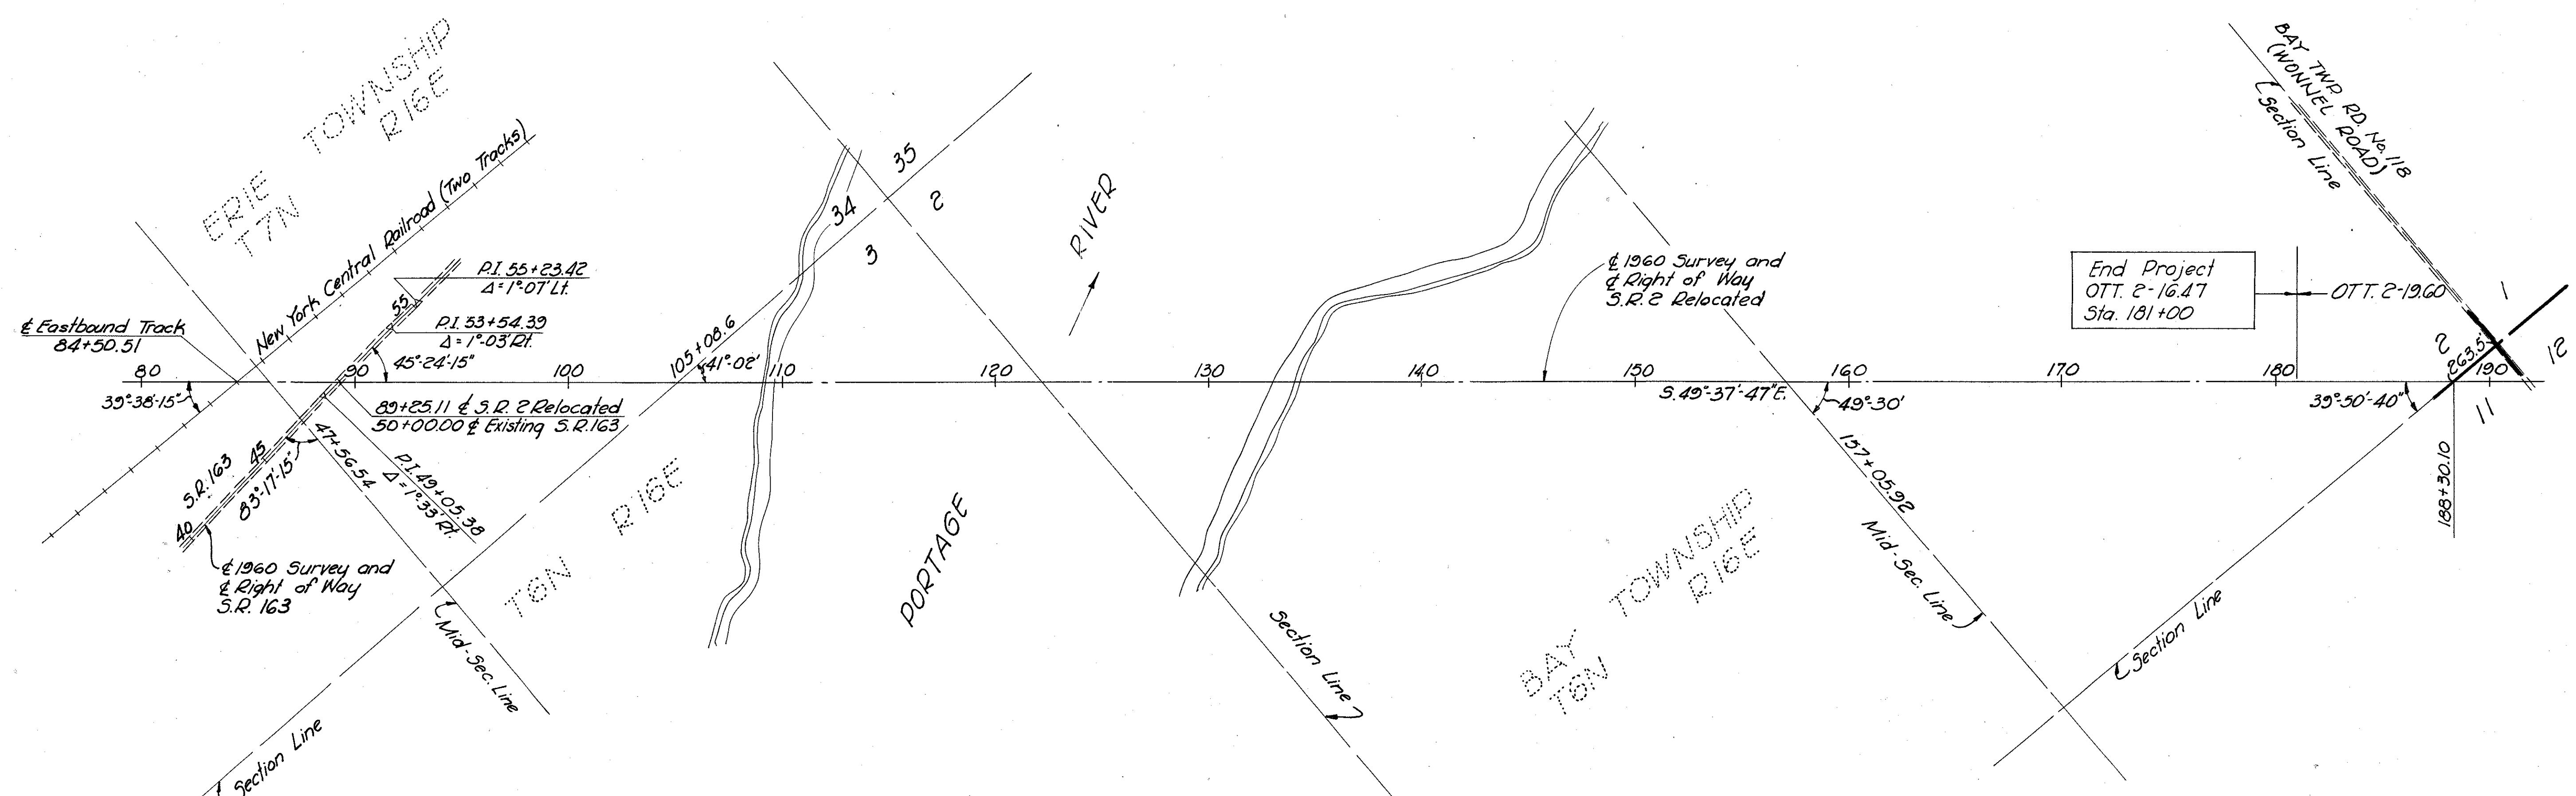 ERIE TOWNSHIP
T7N R16E
New York Central Railroad (Two Tracks)
℄ Eastbound Track
84+50.51
P.I. 55+23.42
Δ = 1°-07' Lt.
55
P.I. 53+54.39
Δ = 1°-03' Rt.
45°-24'-15"
80
90
100
110
120
130
140
150
160
170
180
190
39°-38'-15"
89+25.11 ℄ S.R. 2 Relocated
50+00.00 ℄ Existing S.R. 163
S.R. 163
45
40
83°-17'-15"
47+56.54
P.I. 49+05.38
Δ = 1°-33' Rt.
℄ 1960 Survey and
℄ Right of Way
S.R. 163
Mid-Sec. Line
Section Line
T6N R16E
105+08.6
41°-02'
34
35
3
2
PORTAGE RIVER
Section Line
℄ 1960 Survey and
℄ Right of Way
S.R. 2 Relocated
S.49°-37'-47"E.
49°-30'
157+05.92
Mid-Sec. Line
BAY TOWNSHIP
T6N R16E
End Project
OTT. 2-16.47
Sta. 181+00
OTT. 2-19.60
BAY TWP. RD. No. 118
(WONNEL ROAD)
Section Line
1
2
263.5'
12
11
39°-50'-40"
188+30.10
Section Line